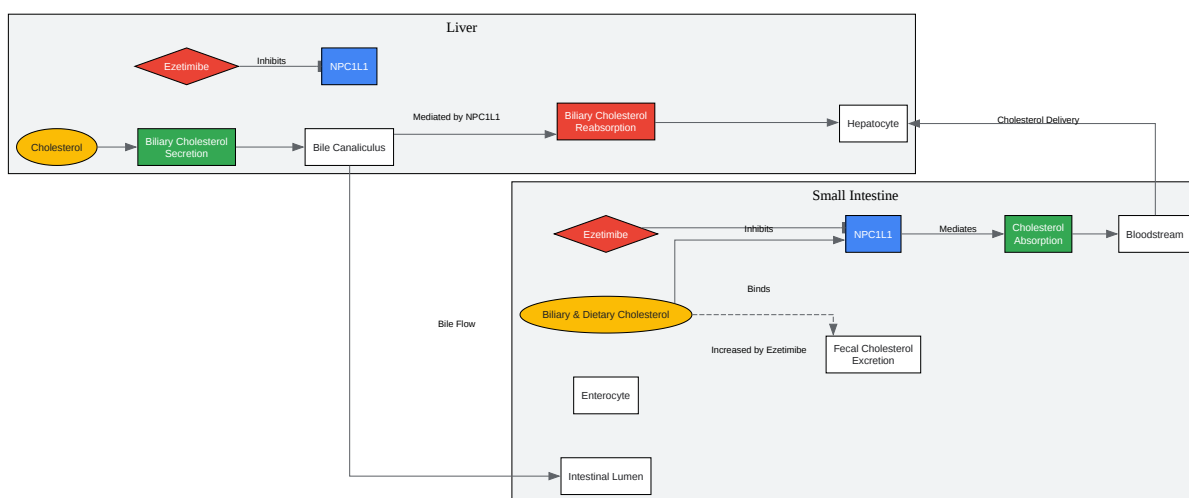 Liver
Ezetimibe
Inhibits
NPC1L1
Cholesterol
Biliary Cholesterol
Secretion
Bile Canaliculus
Mediated by NPC1L1
Biliary Cholesterol
Reabsorption
Hepatocyte
Cholesterol Delivery
Small Intestine
Ezetimibe
Inhibits
NPC1L1
Mediates
Cholesterol
Absorption
Bloodstream
Binds
Biliary & Dietary Cholesterol
Bile Flow
Increased by Ezetimibe
Fecal Cholesterol
Excretion
Enterocyte
Intestinal Lumen